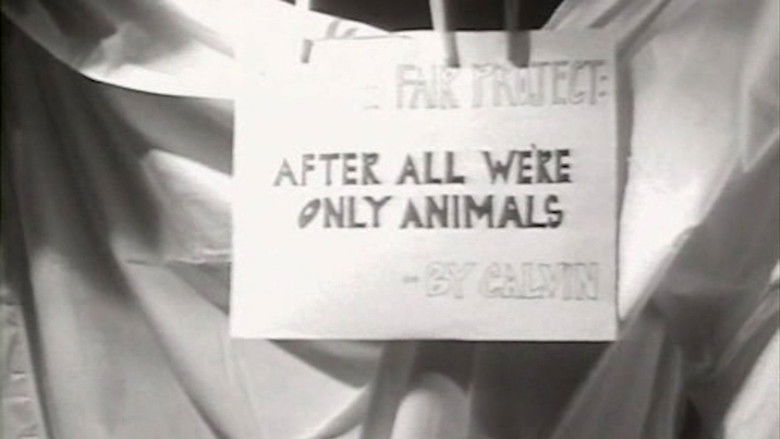 FAIR PROJECT:
AFTER ALL WE'RE
ONLY ANIMALS
- BY CALVIN